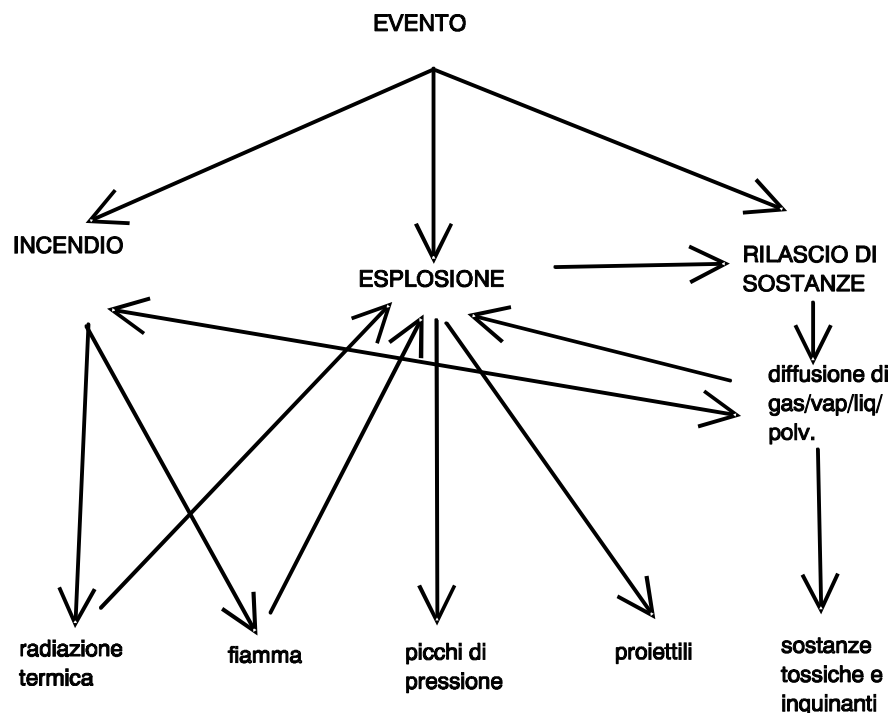 EVENTO
INCENDIO
ESPLOSIONE
RILASCIO DI
SOSTANZE
diffusione di
gas/vap/liq/
polv.
radiazione
termica
fiamma
picchi di
pressione
proiettili
sostanze
tossiche e
inquinanti